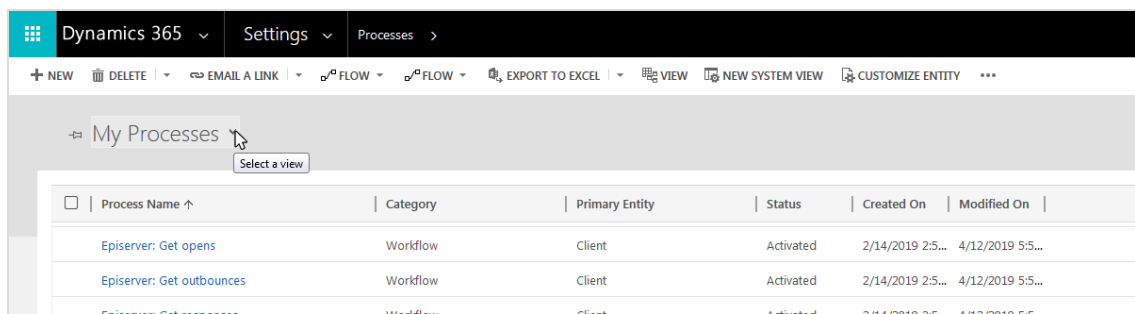 Dynamics 365 Settings Processes >
+ NEW DELETE EMAIL A LINK FLOW FLOW EXPORT TO EXCEL VIEW NEW SYSTEM VIEW CUSTOMIZE ENTITY •••
My Processes
Select a view
Process Name ↑ Category Primary Entity Status Created On Modified On
Episerver: Get opens Workflow Client Activated 2/14/2019 2:5... 4/12/2019 5:5...
Episerver: Get outbounces Workflow Client Activated 2/14/2019 2:5... 4/12/2019 5:5...